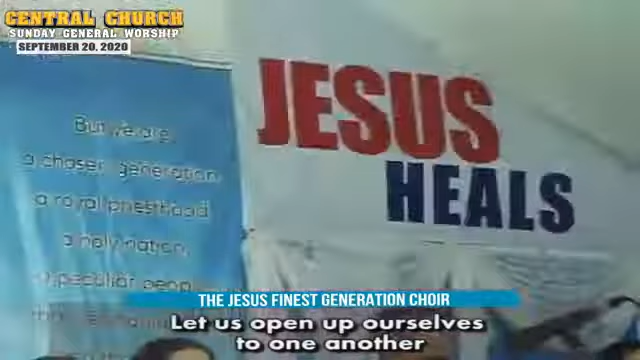 CENTRAL CHURCH
SUNDAY GENERAL WORSHIP
SEPTEMBER 20, 2020
JESUS
HEALS
But we are
a chosen generation,
a royal priesthood
a holy nation,
peculiar
THE JESUS FINEST GENERATION CHOIR
Let us open up ourselves
to one another